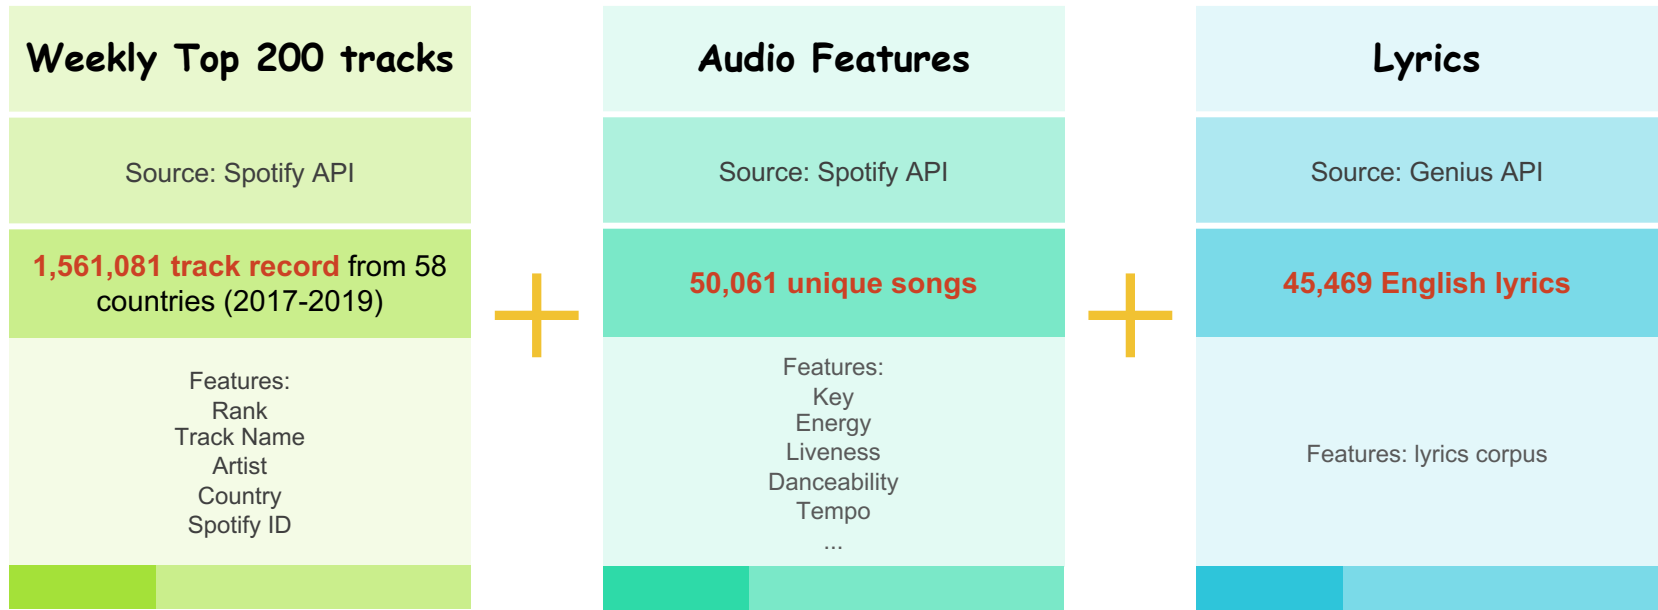 Weekly Top 200 tracks
Source: Spotify API
1,561,081 track record from 58
countries (2017-2019)
Features:
Rank
Track Name
Artist
Country
Spotify ID
Audio Features
Source: Spotify API
50,061 unique songs
Features:
Key
Energy
Liveness
Danceability
Tempo
...
Lyrics
Source: Genius API
45,469 English lyrics
Features: lyrics corpus